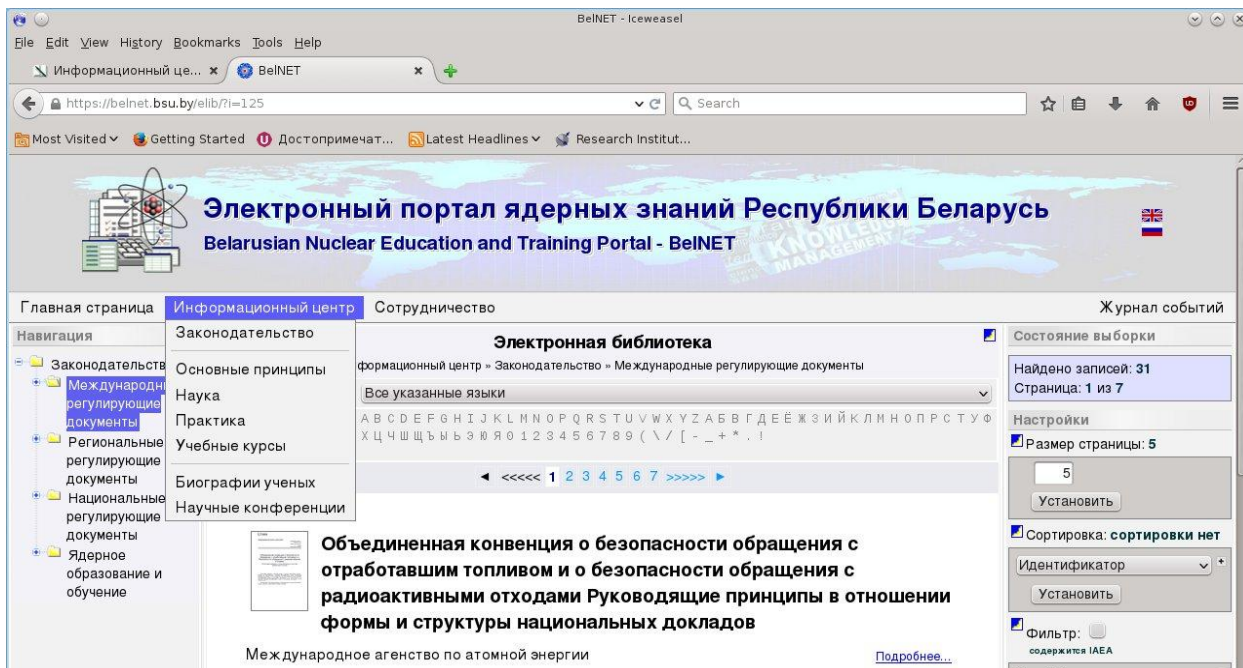 BelNET - Iceweasel
File Edit View History Bookmarks Tools Help
Информационный це...
BelNET
https://belnet.bsu.by/elib/?i=125
Search
Most Visited
Getting Started
Достопримечат...
Latest Headlines
Research Institut...
Электронный портал ядерных знаний Республики Беларусь
Belarusian Nuclear Education and Training Portal - BelNET
KNOWLEDGE
MANAGEMENT
Главная страница
Информационный центр
Сотрудничество
Журнал событий
Навигация
Законодательств
Международн
регулирующие
документы
Региональные
регулирующие
документы
Национальные
регулирующие
документы
Ядерное
образование и
обучение
Законодательство
Основные принципы
Наука
Практика
Учебные курсы
Биографии ученых
Научные конференции
Электронная библиотека
формационный центр » Законодательство » Международные регулирующие документы
Все указанные языки
A B C D E F G H I J K L M N O P Q R S T U V W X Y Z А Б В Г Д Е Ё Ж З И Й К Л М Н О П Р С Т У Ф
Х Ц Ч Ш Щ Ъ Ы Ь Э Ю Я 0 1 2 3 4 5 6 7 8 9 ( \ / [ - _ + * . !
◄ <<<<< 1 2 3 4 5 6 7 >>>>> ►
Объединенная конвенция о безопасности обращения с
отработавшим топливом и о безопасности обращения с
радиоактивными отходами Руководящие принципы в отношении
формы и структуры национальных докладов
Международное агенство по атомной энергии
Подробнее...
Состояние выборки
Найдено записей: 31
Страница: 1 из 7
Настройки
Размер страницы: 5
5
Установить
Сортировка: сортировки нет
Идентификатор
+
Установить
Фильтр:
содержится IAEA